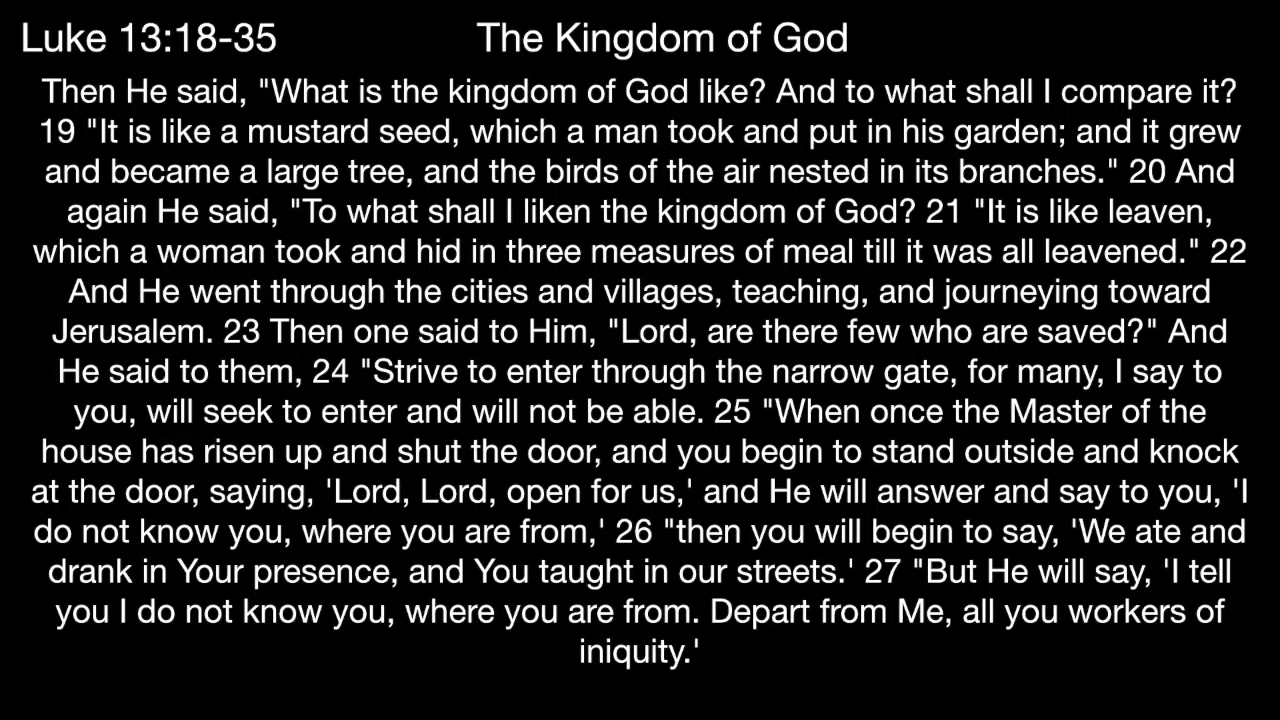 Luke 13:18-35 The Kingdom of God
Then He said, "What is the kingdom of God like? And to what shall I compare it?
19 "It is like a mustard seed, which a man took and put in his garden; and it grew
and became a large tree, and the birds of the air nested in its branches." 20 And
again He said, "To what shall I liken the kingdom of God? 21 "It is like leaven,
which a woman took and hid in three measures of meal till it was all leavened." 22
And He went through the cities and villages, teaching, and journeying toward
Jerusalem. 23 Then one said to Him, "Lord, are there few who are saved?" And
He said to them, 24 "Strive to enter through the narrow gate, for many, I say to
you, will seek to enter and will not be able. 25 "When once the Master of the
house has risen up and shut the door, and you begin to stand outside and knock
at the door, saying, 'Lord, Lord, open for us,' and He will answer and say to you, 'I
do not know you, where you are from,' 26 "then you will begin to say, 'We ate and
drank in Your presence, and You taught in our streets.' 27 "But He will say, 'I tell
you I do not know you, where you are from. Depart from Me, all you workers of
iniquity.'